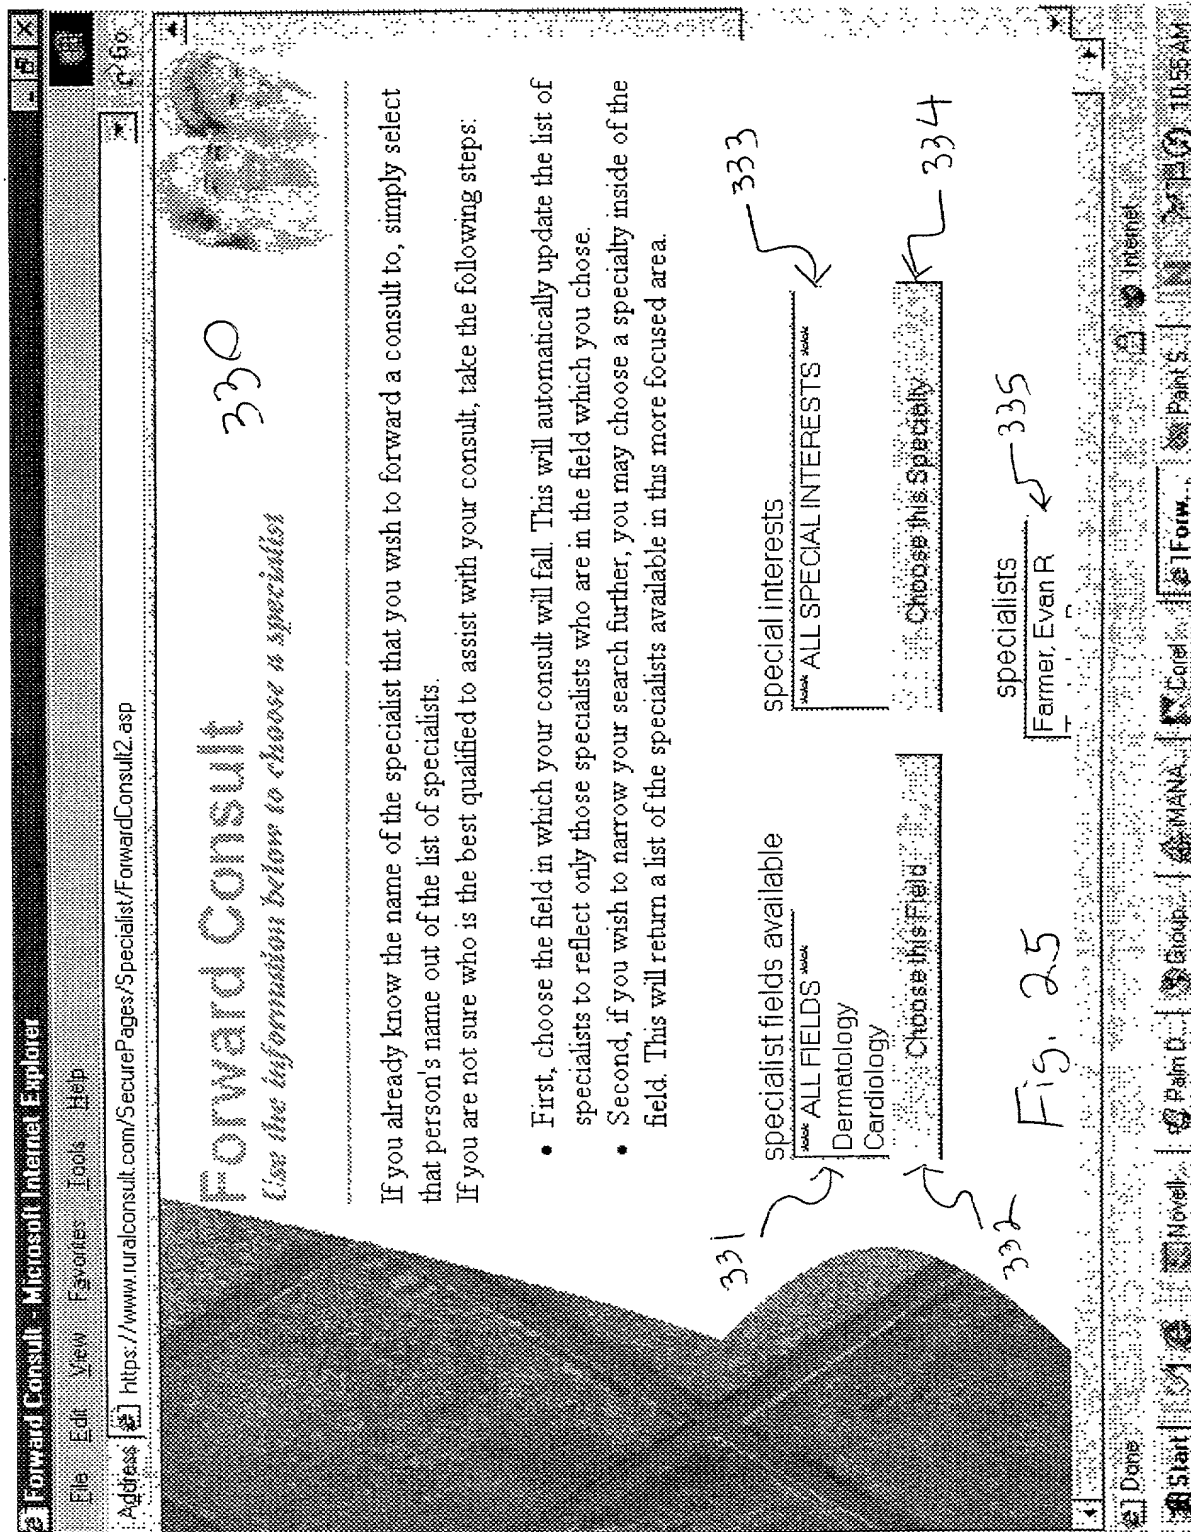 Forward Consult - Microsoft Internet Explorer
File Edit View Favorites Tools Help
Address https://www.ruralconsult.com/SecurePages/Specialist/ForwardConsult2.asp Go
Forward Consult
330
Use the information below to choose a specialist
If you already know the name of the specialist that you wish to forward a consult to, simply select
that person's name out of the list of specialists.
If you are not sure who is the best qualified to assist with your consult, take the following steps:
• First, choose the field in which your consult will fall. This will automatically update the list of
specialists to reflect only those specialists who are in the field which you chose.
• Second, if you wish to narrow your search further, you may choose a specialty inside of the
field. This will return a list of the specialists available in this more focused area.
331
333
specialist fields available special interests
**** ALL FIELDS **** **** ALL SPECIAL INTERESTS ****
Dermatology
Cardiology
Choose this Field Choose this Specialty
332
334
specialists
Farmer, Evan R
335
Fig. 25
Done Internet
Start Novell... Palm D... Group... MANA... Corel... Forw... Paint S... 10:55 AM